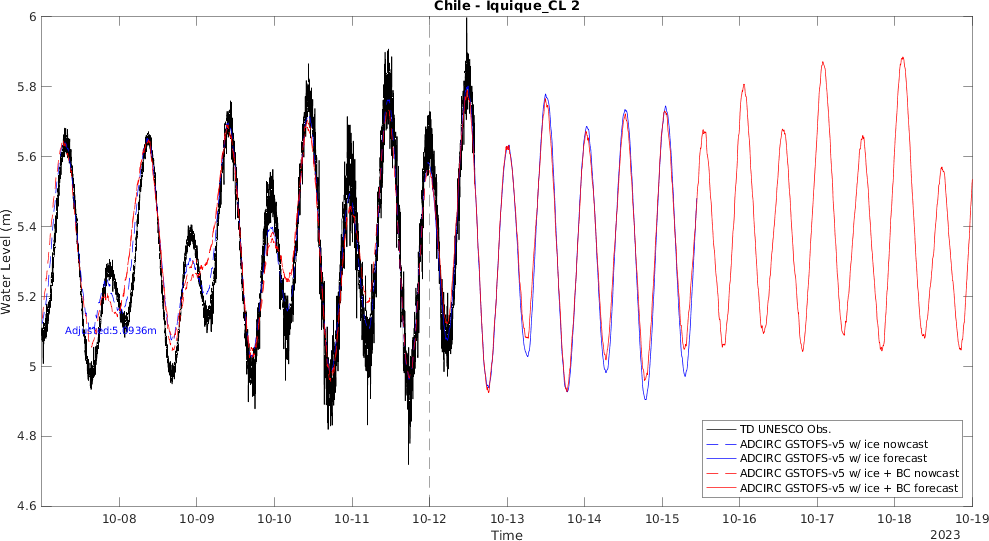 Chile - Iquique_CL 2
Water Level (m)
6
5.8
5.6
5.4
5.2
5
4.8
4.6
Adjusted:5.0936m
TD UNESCO Obs.
ADCIRC GSTOFS-v5 w/ ice nowcast
ADCIRC GSTOFS-v5 w/ ice forecast
ADCIRC GSTOFS-v5 w/ ice + BC nowcast
ADCIRC GSTOFS-v5 w/ ice + BC forecast
10-08 10-09 10-10 10-11 10-12 10-13 10-14 10-15 10-16 10-17 10-18 10-19
Time
2023